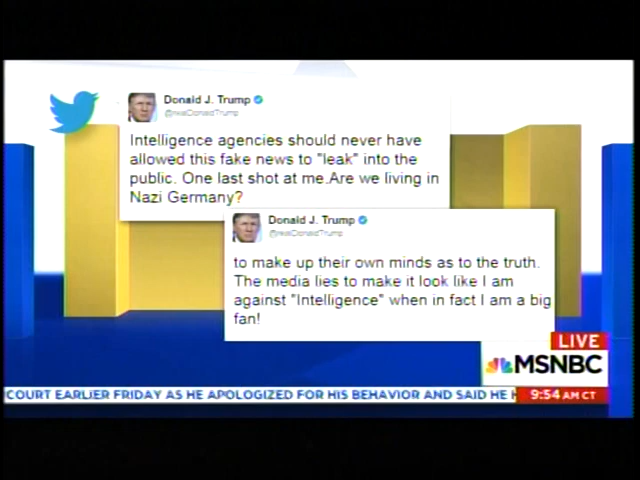 Donald J. Trump
@realDonaldTrump
Intelligence agencies should never have
allowed this fake news to "leak" into the
public. One last shot at me.Are we living in
Nazi Germany?
Donald J. Trump
@realDonaldTrump
to make up their own minds as to the truth.
The media lies to make it look like I am
against "Intelligence" when in fact I am a big
fan!
LIVE
MSNBC
COURT EARLIER FRIDAY AS HE APOLOGIZED FOR HIS BEHAVIOR AND SAID HE
9:54 AM CT